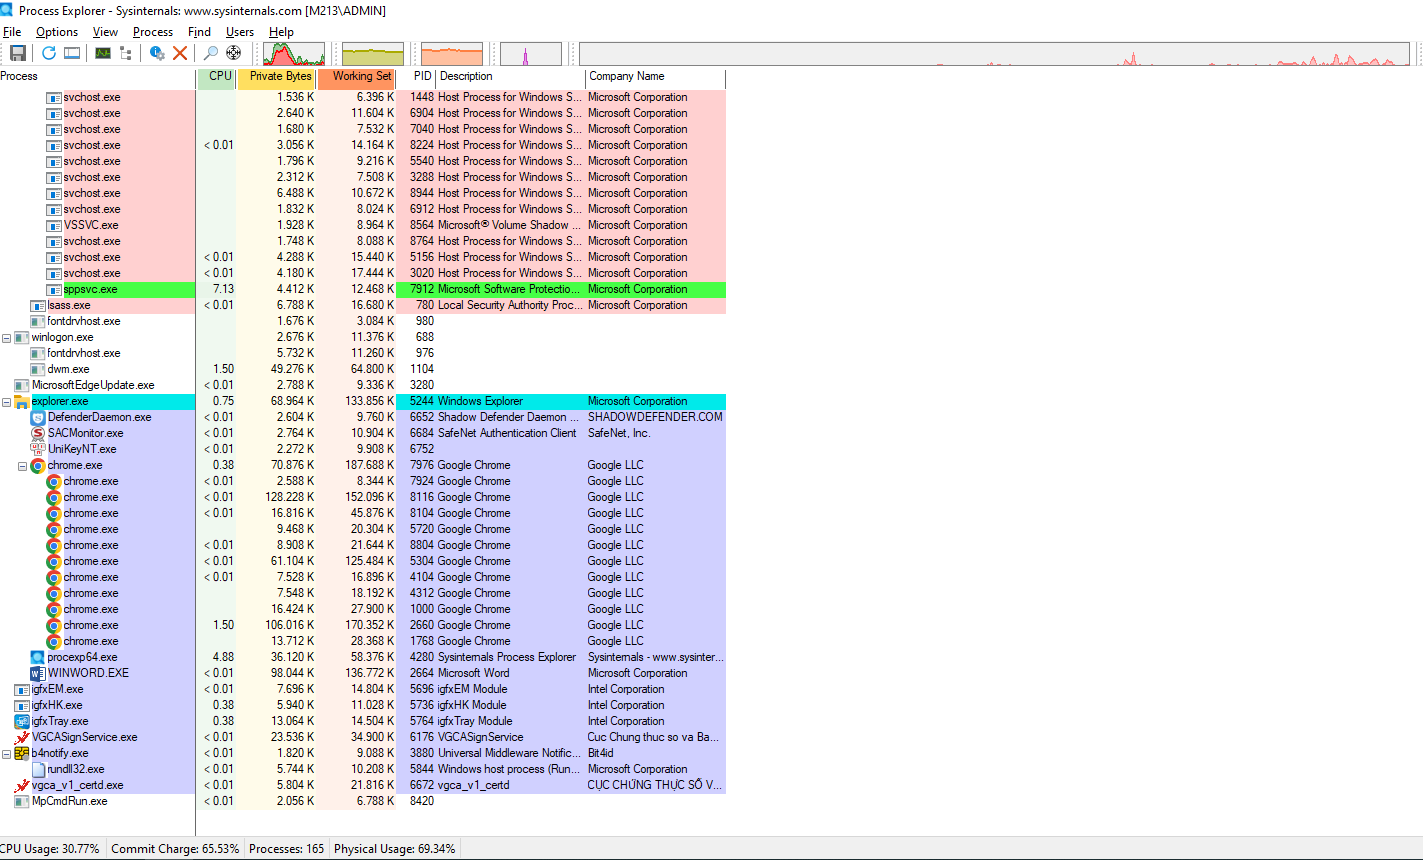 Process Explorer - Sysinternals: www.sysinternals.com [M213\ADMIN]
File Options View Process Find Users Help
Process CPU Private Bytes Working Set PID Description Company Name
svchost.exe 1.536 K 6.396 K 1448 Host Process for Windows S... Microsoft Corporation
svchost.exe 2.640 K 11.604 K 6904 Host Process for Windows S... Microsoft Corporation
svchost.exe 1.680 K 7.532 K 7040 Host Process for Windows S... Microsoft Corporation
svchost.exe < 0.01 3.056 K 14.164 K 8224 Host Process for Windows S... Microsoft Corporation
svchost.exe 1.796 K 9.216 K 5540 Host Process for Windows S... Microsoft Corporation
svchost.exe 2.312 K 7.508 K 3288 Host Process for Windows S... Microsoft Corporation
svchost.exe 6.488 K 10.672 K 8944 Host Process for Windows S... Microsoft Corporation
svchost.exe 1.832 K 8.024 K 6912 Host Process for Windows S... Microsoft Corporation
VSSVC.exe 1.928 K 8.964 K 8564 Microsoft® Volume Shadow ... Microsoft Corporation
svchost.exe 1.748 K 8.088 K 8764 Host Process for Windows S... Microsoft Corporation
svchost.exe < 0.01 4.288 K 15.440 K 5156 Host Process for Windows S... Microsoft Corporation
svchost.exe < 0.01 4.180 K 17.444 K 3020 Host Process for Windows S... Microsoft Corporation
sppsvc.exe 7.13 4.412 K 12.468 K 7912 Microsoft Software Protectio... Microsoft Corporation
lsass.exe < 0.01 6.788 K 16.680 K 780 Local Security Authority Proc... Microsoft Corporation
fontdrvhost.exe 1.676 K 3.084 K 980
winlogon.exe 2.676 K 11.376 K 688
fontdrvhost.exe 5.732 K 11.260 K 976
dwm.exe 1.50 49.276 K 64.800 K 1104
MicrosoftEdgeUpdate.exe < 0.01 2.788 K 9.336 K 3280
explorer.exe 0.75 68.964 K 133.856 K 5244 Windows Explorer Microsoft Corporation
DefenderDaemon.exe < 0.01 2.604 K 9.760 K 6652 Shadow Defender Daemon ... SHADOWDEFENDER.COM
SACMonitor.exe < 0.01 2.764 K 10.904 K 6684 SafeNet Authentication Client SafeNet, Inc.
UniKeyNT.exe < 0.01 2.272 K 9.908 K 6752
chrome.exe 0.38 70.876 K 187.688 K 7976 Google Chrome Google LLC
chrome.exe < 0.01 2.588 K 8.344 K 7924 Google Chrome Google LLC
chrome.exe < 0.01 128.228 K 152.096 K 8116 Google Chrome Google LLC
chrome.exe < 0.01 16.816 K 45.876 K 8104 Google Chrome Google LLC
chrome.exe 9.468 K 20.304 K 5720 Google Chrome Google LLC
chrome.exe < 0.01 8.908 K 21.644 K 8804 Google Chrome Google LLC
chrome.exe < 0.01 61.104 K 125.484 K 5304 Google Chrome Google LLC
chrome.exe < 0.01 7.528 K 16.896 K 4104 Google Chrome Google LLC
chrome.exe 7.548 K 18.192 K 4312 Google Chrome Google LLC
chrome.exe 16.424 K 27.900 K 1000 Google Chrome Google LLC
chrome.exe 1.50 106.016 K 170.352 K 2660 Google Chrome Google LLC
chrome.exe 13.712 K 28.368 K 1768 Google Chrome Google LLC
procexp64.exe 4.88 36.120 K 58.376 K 4280 Sysinternals Process Explorer Sysinternals - www.sysinter...
WINWORD.EXE < 0.01 98.044 K 136.772 K 2664 Microsoft Word Microsoft Corporation
igfxEM.exe < 0.01 7.696 K 14.804 K 5696 igfxEM Module Intel Corporation
igfxHK.exe 0.38 5.940 K 11.028 K 5736 igfxHK Module Intel Corporation
igfxTray.exe 0.38 13.064 K 14.504 K 5764 igfxTray Module Intel Corporation
VGCASignService.exe < 0.01 23.536 K 34.900 K 6176 VGCASignService Cuc Chung thuc so va Ba...
b4notify.exe < 0.01 1.820 K 9.088 K 3880 Universal Middleware Notific... Bit4id
rundll32.exe < 0.01 5.744 K 10.208 K 5844 Windows host process (Run... Microsoft Corporation
vgca_v1_certd.exe < 0.01 5.804 K 21.816 K 6672 vgca_v1_certd CỤC CHỨNG THỰC SỐ V...
MpCmdRun.exe < 0.01 2.056 K 6.788 K 8420
CPU Usage: 30.77% Commit Charge: 65.53% Processes: 165 Physical Usage: 69.34%